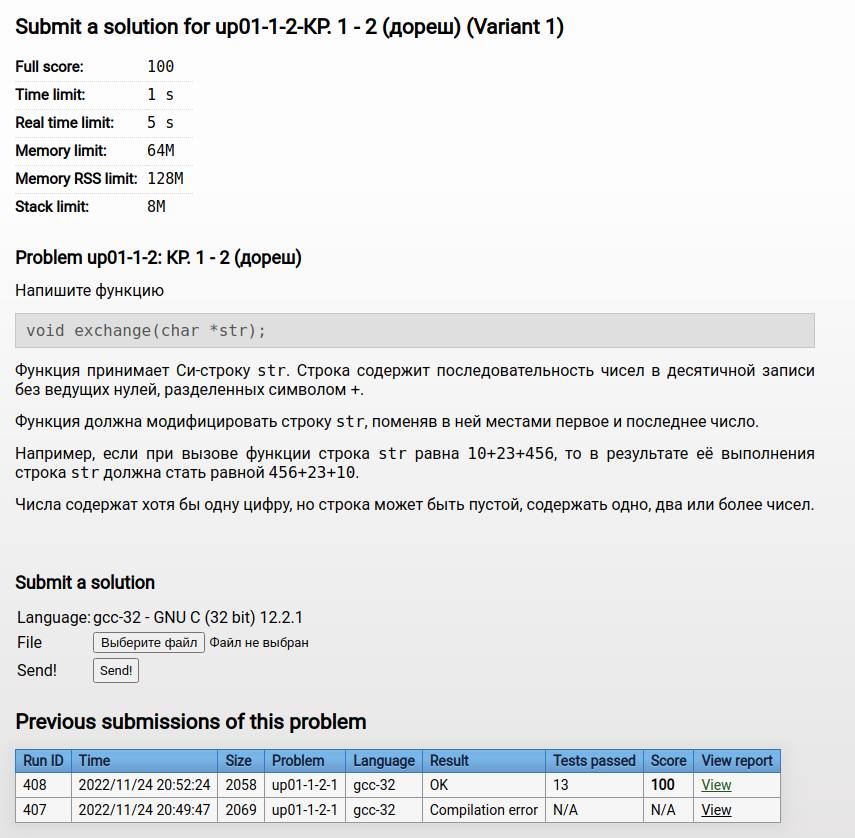 Submit a solution for up01-1-2-КР. 1 - 2 (дореш) (Variant 1)
Full score: 100
Time limit: 1 s
Real time limit: 5 s
Memory limit: 64M
Memory RSS limit: 128M
Stack limit: 8M
Problem up01-1-2: КР. 1 - 2 (дореш)
Напишите функцию
void exchange(char *str);
Функция принимает Си-строку str. Строка содержит последовательность чисел в десятичной записи
без ведущих нулей, разделенных символом +.
Функция должна модифицировать строку str, поменяв в ней местами первое и последнее число.
Например, если при вызове функции строка str равна 10+23+456, то в результате её выполнения
строка str должна стать равной 456+23+10.
Числа содержат хотя бы одну цифру, но строка может быть пустой, содержать одно, два или более чисел.
Submit a solution
Language: gcc-32 - GNU C (32 bit) 12.2.1
File Выберите файл Файл не выбран
Send! Send!
Previous submissions of this problem
Run ID Time Size Problem Language Result Tests passed Score View report
408 2022/11/24 20:52:24 2058 up01-1-2-1 gcc-32 OK 13 100 View
407 2022/11/24 20:49:47 2069 up01-1-2-1 gcc-32 Compilation error N/A N/A View